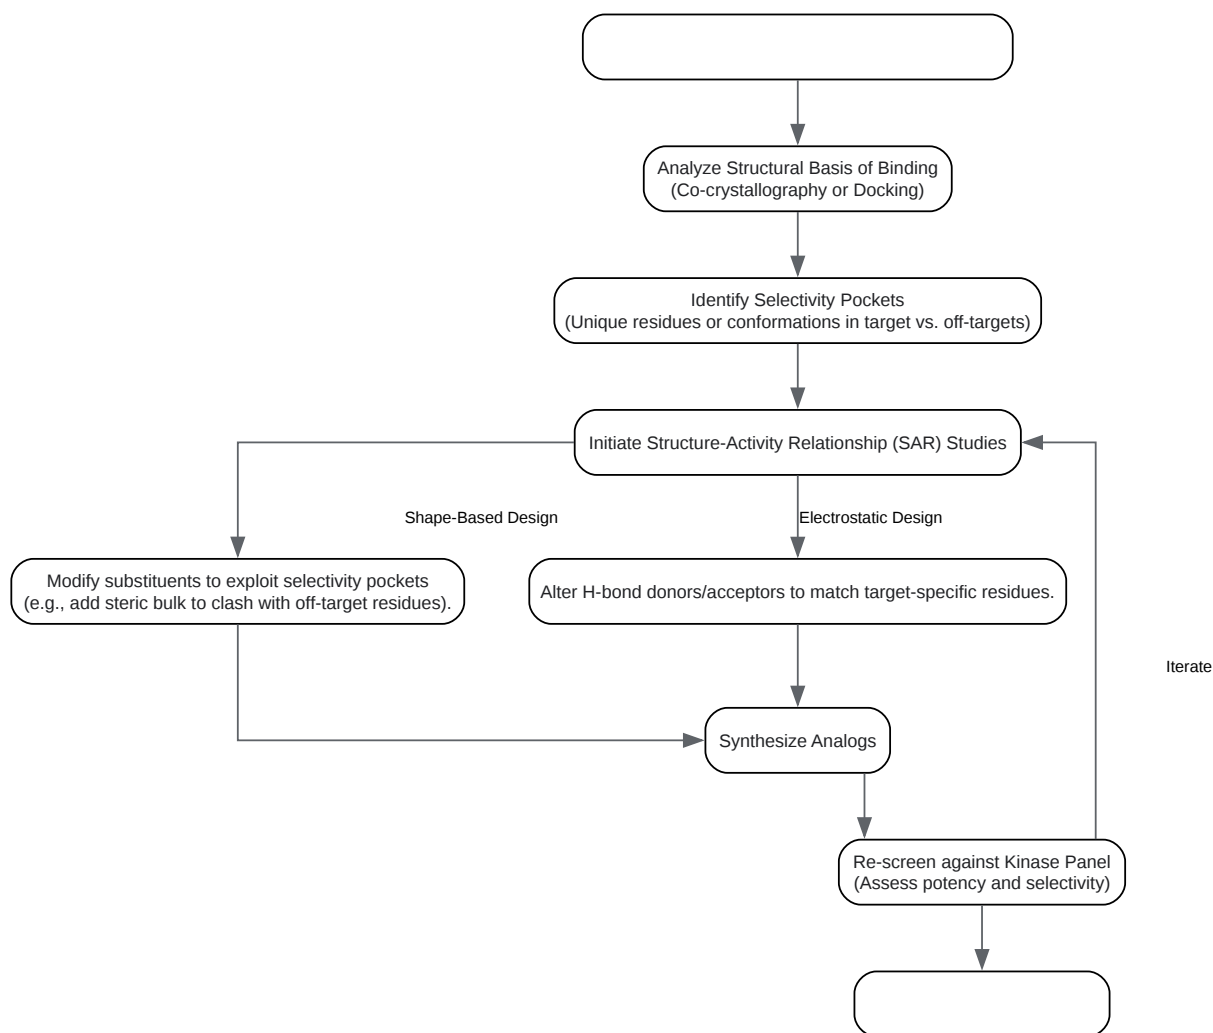 Analyze Structural Basis of Binding
(Co-crystallography or Docking)
Identify Selectivity Pockets
(Unique residues or conformations in target vs. off-targets)
Initiate Structure-Activity Relationship (SAR) Studies
Shape-Based Design
Electrostatic Design
Modify substituents to exploit selectivity pockets
(e.g., add steric bulk to clash with off-target residues).
Alter H-bond donors/acceptors to match target-specific residues.
Iterate
Synthesize Analogs
Re-screen against Kinase Panel
(Assess potency and selectivity)